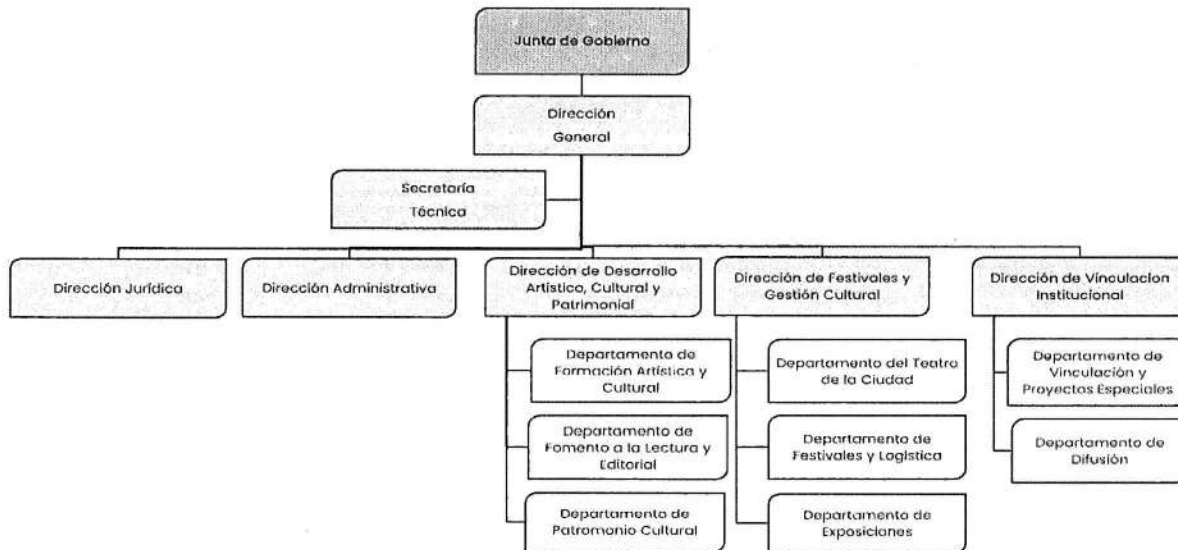 Junta de Gobierno
Dirección
General
Secretaría
Técnica
Dirección Jurídica
Dirección Administrativa
Dirección de Desarrollo
Artística, Cultural y
Patrimonial
Dirección de Festivales y
Gestión Cultural
Dirección de Vinculacion
Institucional
Departamento de
Formación Artística y
Cultural
Departamento de
Fomento a la Lectura y
Editorial
Departamento de
Patromonio Cultural
Departamento del Teatro
de la Ciudad
Departamento de
Festivales y Logística
Departamento de
Exposiciones
Departamento de
Vinculación y
Proyectos Especiales
Departamento de
Difusión